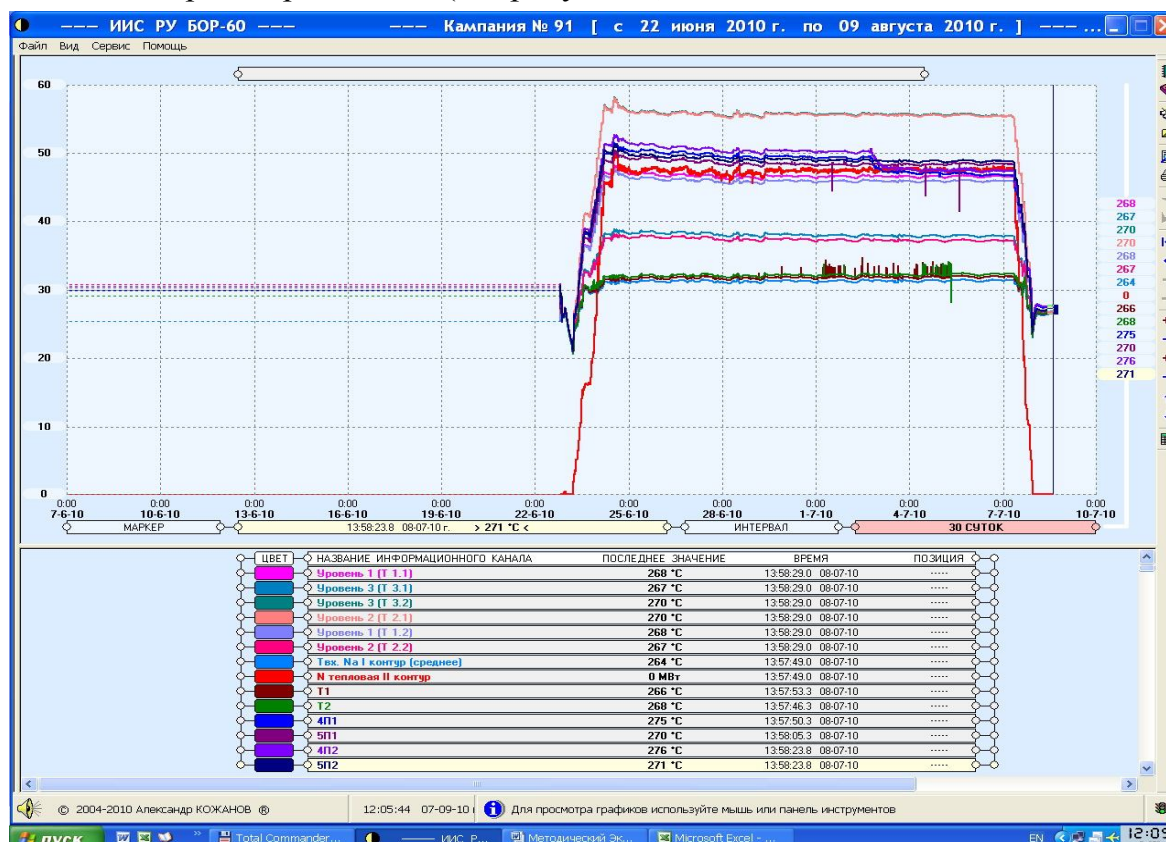 ——— ИИС РУ БОР-60 ——— ——— Кампания № 91 [ с 22 июня 2010 г. по 09 августа 2010 г. ] ——— ...
Файл Вид Сервис Помощь
60
50
40
30
20
10
0
268
267
270
270
268
267
264
0
266
268
275
270
276
271
0:00 0:00 0:00 0:00 0:00 0:00 0:00 0:00 0:00 0:00 0:00 0:00
7-6-10 10-6-10 13-6-10 16-6-10 19-6-10 22-6-10 25-6-10 28-6-10 1-7-10 4-7-10 7-7-10 10-7-10
МАРКЕР 13:58:23.8 08-07-10 г. > 271 °C < ИНТЕРВАЛ 30 СУТОК
ЦВЕТ НАЗВАНИЕ ИНФОРМАЦИОННОГО КАНАЛА ПОСЛЕДНЕЕ ЗНАЧЕНИЕ ВРЕМЯ ПОЗИЦИЯ
Уровень 1 (Т 1.1) 268 °C 13:58:29.0 08-07-10 -----
Уровень 3 (Т 3.1) 267 °C 13:58:29.0 08-07-10 -----
Уровень 3 (Т 3.2) 270 °C 13:58:29.0 08-07-10 -----
Уровень 2 (Т 2.1) 270 °C 13:58:29.0 08-07-10 -----
Уровень 1 (Т 1.2) 268 °C 13:58:29.0 08-07-10 -----
Уровень 2 (Т 2.2) 267 °C 13:58:29.0 08-07-10 -----
Твх. Na I контур (среднее) 264 °C 13:57:49.0 08-07-10 -----
N тепловая II контур 0 МВт 13:57:49.0 08-07-10 -----
Т1 266 °C 13:57:53.3 08-07-10 -----
Т2 268 °C 13:57:46.3 08-07-10 -----
4П1 275 °C 13:57:50.3 08-07-10 -----
5П1 270 °C 13:58:05.3 08-07-10 -----
4П2 276 °C 13:58:23.8 08-07-10 -----
5П2 271 °C 13:58:23.8 08-07-10 -----
© 2004-2010 Александр КОЖАНОВ ® 12:05:44 07-09-10 Для просмотра графиков используйте мышь или панель инструментов
пуск Total Commander... —— ИИС Р... Методический Эк... Microsoft Excel - ... EN 12:05